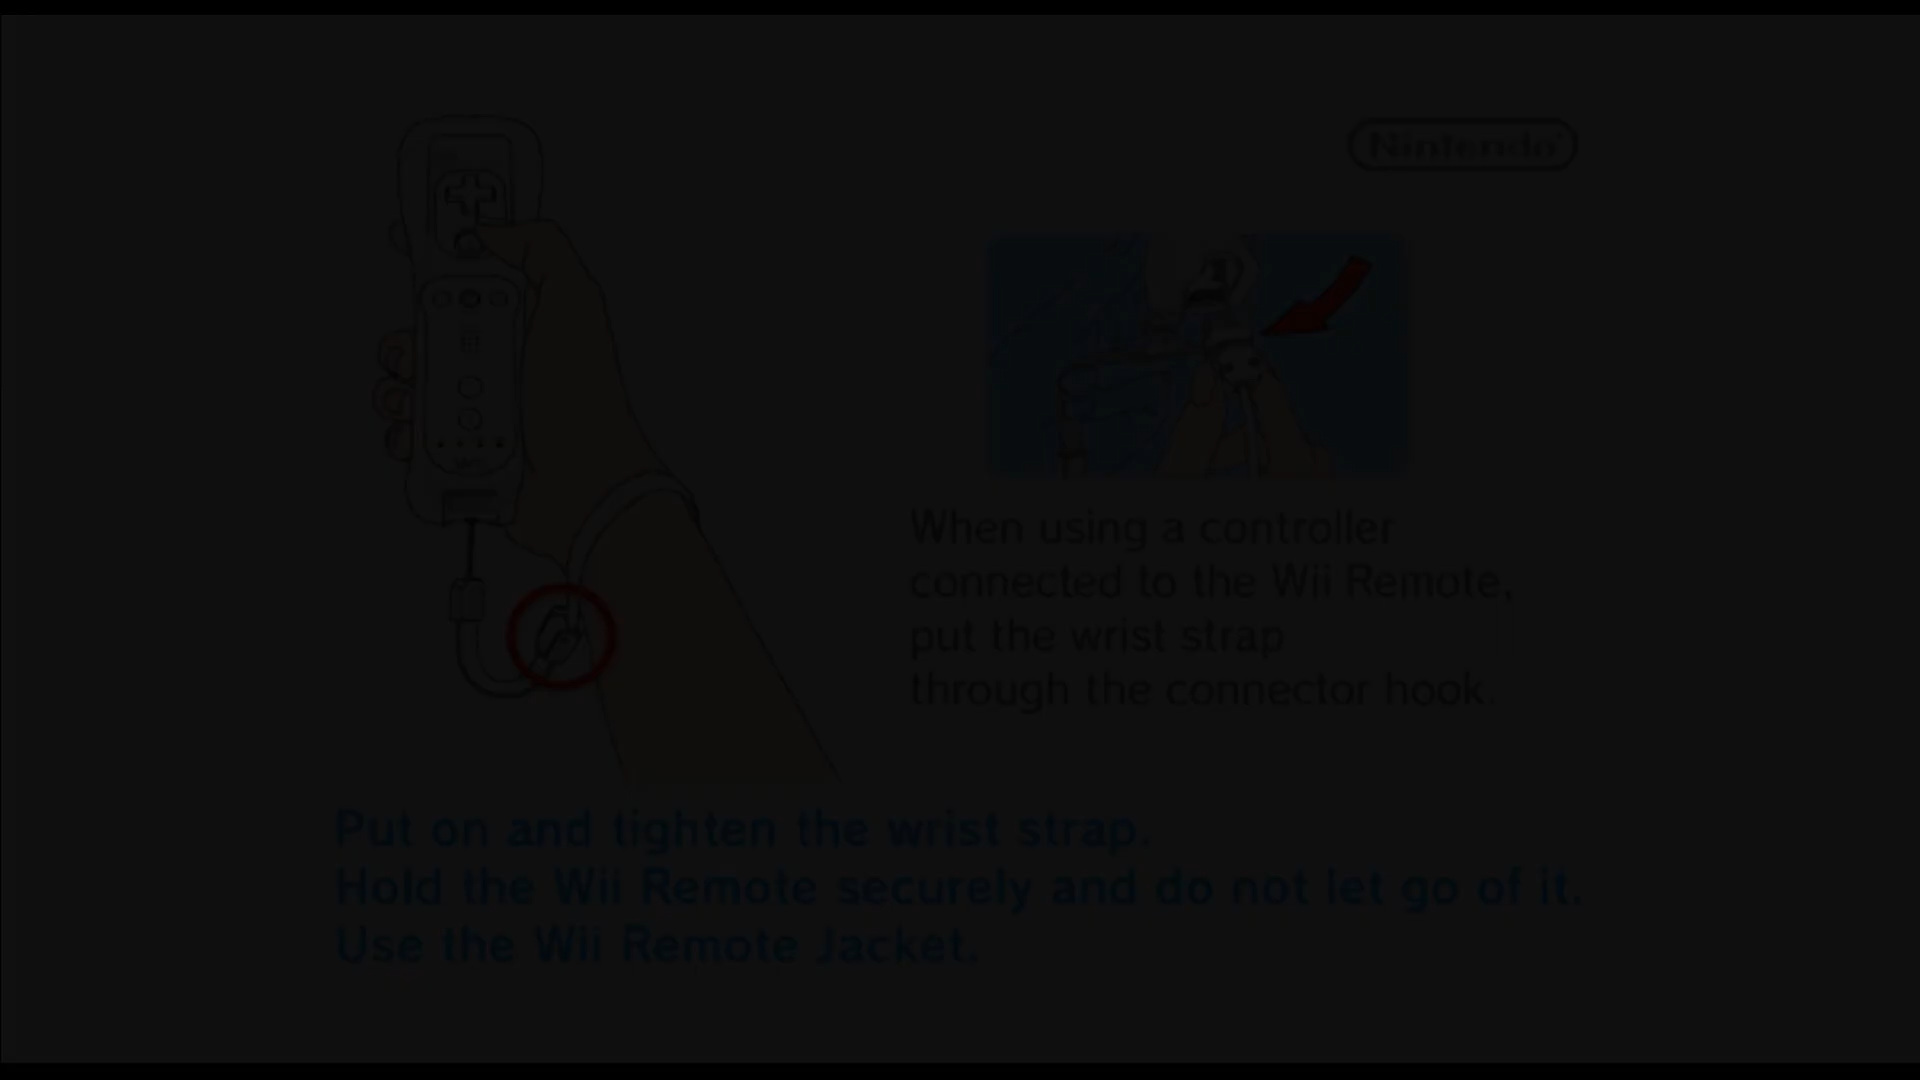 Nintendo
When using a controller
connected to the Wii Remote,
put the wrist strap
through the connector hook.
Put on and tighten the wrist strap.
Hold the Wii Remote securely and do not let go of it.
Use the Wii Remote Jacket.